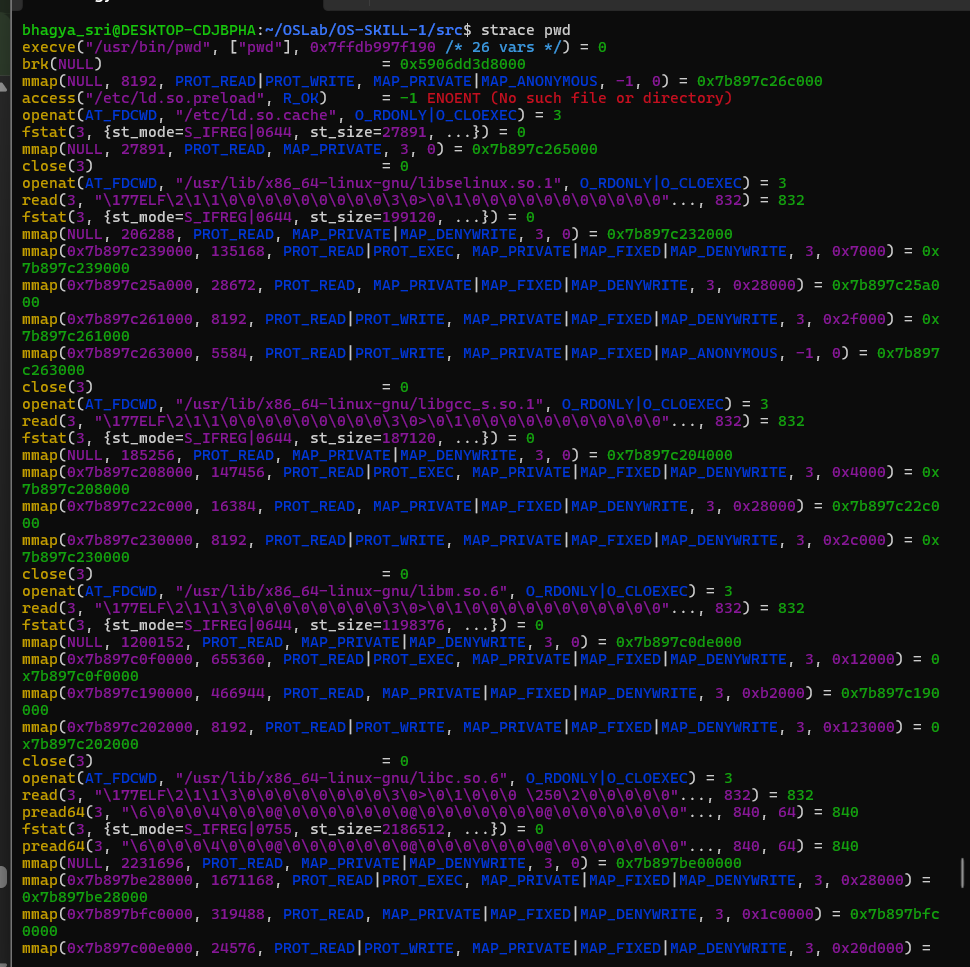 bhagya_sri@DESKTOP-CDJBPHA:~/OSLab/OS-SKILL-1/src$ strace pwd
execve("/usr/bin/pwd", ["pwd"], 0x7ffdb997f190 /* 26 vars */) = 0
brk(NULL)                               = 0x5906dd3d8000
mmap(NULL, 8192, PROT_READ|PROT_WRITE, MAP_PRIVATE|MAP_ANONYMOUS, -1, 0) = 0x7b897c26c000
access("/etc/ld.so.preload", R_OK)      = -1 ENOENT (No such file or directory)
openat(AT_FDCWD, "/etc/ld.so.cache", O_RDONLY|O_CLOEXEC) = 3
fstat(3, {st_mode=S_IFREG|0644, st_size=27891, ...}) = 0
mmap(NULL, 27891, PROT_READ, MAP_PRIVATE, 3, 0) = 0x7b897c265000
close(3)                                = 0
openat(AT_FDCWD, "/usr/lib/x86_64-linux-gnu/libselinux.so.1", O_RDONLY|O_CLOEXEC) = 3
read(3, "\177ELF\2\1\1\0\0\0\0\0\0\0\0\0\3\0>\0\1\0\0\0\0\0\0\0\0\0\0\0"..., 832) = 832
fstat(3, {st_mode=S_IFREG|0644, st_size=199120, ...}) = 0
mmap(NULL, 206288, PROT_READ, MAP_PRIVATE|MAP_DENYWRITE, 3, 0) = 0x7b897c232000
mmap(0x7b897c239000, 135168, PROT_READ|PROT_EXEC, MAP_PRIVATE|MAP_FIXED|MAP_DENYWRITE, 3, 0x7000) = 0x
7b897c239000
mmap(0x7b897c25a000, 28672, PROT_READ, MAP_PRIVATE|MAP_FIXED|MAP_DENYWRITE, 3, 0x28000) = 0x7b897c25a0
00
mmap(0x7b897c261000, 8192, PROT_READ|PROT_WRITE, MAP_PRIVATE|MAP_FIXED|MAP_DENYWRITE, 3, 0x2f000) = 0x
7b897c261000
mmap(0x7b897c263000, 5584, PROT_READ|PROT_WRITE, MAP_PRIVATE|MAP_FIXED|MAP_ANONYMOUS, -1, 0) = 0x7b897
c263000
close(3)                                = 0
openat(AT_FDCWD, "/usr/lib/x86_64-linux-gnu/libgcc_s.so.1", O_RDONLY|O_CLOEXEC) = 3
read(3, "\177ELF\2\1\1\0\0\0\0\0\0\0\0\0\3\0>\0\1\0\0\0\0\0\0\0\0\0\0\0"..., 832) = 832
fstat(3, {st_mode=S_IFREG|0644, st_size=187120, ...}) = 0
mmap(NULL, 185256, PROT_READ, MAP_PRIVATE|MAP_DENYWRITE, 3, 0) = 0x7b897c204000
mmap(0x7b897c208000, 147456, PROT_READ|PROT_EXEC, MAP_PRIVATE|MAP_FIXED|MAP_DENYWRITE, 3, 0x4000) = 0x
7b897c208000
mmap(0x7b897c22c000, 16384, PROT_READ, MAP_PRIVATE|MAP_FIXED|MAP_DENYWRITE, 3, 0x28000) = 0x7b897c22c0
00
mmap(0x7b897c230000, 8192, PROT_READ|PROT_WRITE, MAP_PRIVATE|MAP_FIXED|MAP_DENYWRITE, 3, 0x2c000) = 0x
7b897c230000
close(3)                                = 0
openat(AT_FDCWD, "/usr/lib/x86_64-linux-gnu/libm.so.6", O_RDONLY|O_CLOEXEC) = 3
read(3, "\177ELF\2\1\1\3\0\0\0\0\0\0\0\0\3\0>\0\1\0\0\0\0\0\0\0\0\0\0\0"..., 832) = 832
fstat(3, {st_mode=S_IFREG|0644, st_size=1198376, ...}) = 0
mmap(NULL, 1200152, PROT_READ, MAP_PRIVATE|MAP_DENYWRITE, 3, 0) = 0x7b897c0de000
mmap(0x7b897c0f0000, 655360, PROT_READ|PROT_EXEC, MAP_PRIVATE|MAP_FIXED|MAP_DENYWRITE, 3, 0x12000) = 0
x7b897c0f0000
mmap(0x7b897c190000, 466944, PROT_READ, MAP_PRIVATE|MAP_FIXED|MAP_DENYWRITE, 3, 0xb2000) = 0x7b897c190
000
mmap(0x7b897c202000, 8192, PROT_READ|PROT_WRITE, MAP_PRIVATE|MAP_FIXED|MAP_DENYWRITE, 3, 0x123000) = 0
x7b897c202000
close(3)                                = 0
openat(AT_FDCWD, "/usr/lib/x86_64-linux-gnu/libc.so.6", O_RDONLY|O_CLOEXEC) = 3
read(3, "\177ELF\2\1\1\3\0\0\0\0\0\0\0\0\3\0>\0\1\0\0\0 \250\2\0\0\0\0\0"..., 832) = 832
pread64(3, "\6\0\0\0\4\0\0\0@\0\0\0\0\0\0\0@\0\0\0\0\0\0\0@\0\0\0\0\0\0\0"..., 840, 64) = 840
fstat(3, {st_mode=S_IFREG|0755, st_size=2186512, ...}) = 0
pread64(3, "\6\0\0\0\4\0\0\0@\0\0\0\0\0\0\0@\0\0\0\0\0\0\0@\0\0\0\0\0\0\0"..., 840, 64) = 840
mmap(NULL, 2231696, PROT_READ, MAP_PRIVATE|MAP_DENYWRITE, 3, 0) = 0x7b897be00000
mmap(0x7b897be28000, 1671168, PROT_READ|PROT_EXEC, MAP_PRIVATE|MAP_FIXED|MAP_DENYWRITE, 3, 0x28000) =
0x7b897be28000
mmap(0x7b897bfc0000, 319488, PROT_READ, MAP_PRIVATE|MAP_FIXED|MAP_DENYWRITE, 3, 0x1c0000) = 0x7b897bfc
0000
mmap(0x7b897c00e000, 24576, PROT_READ|PROT_WRITE, MAP_PRIVATE|MAP_FIXED|MAP_DENYWRITE, 3, 0x20d000) =